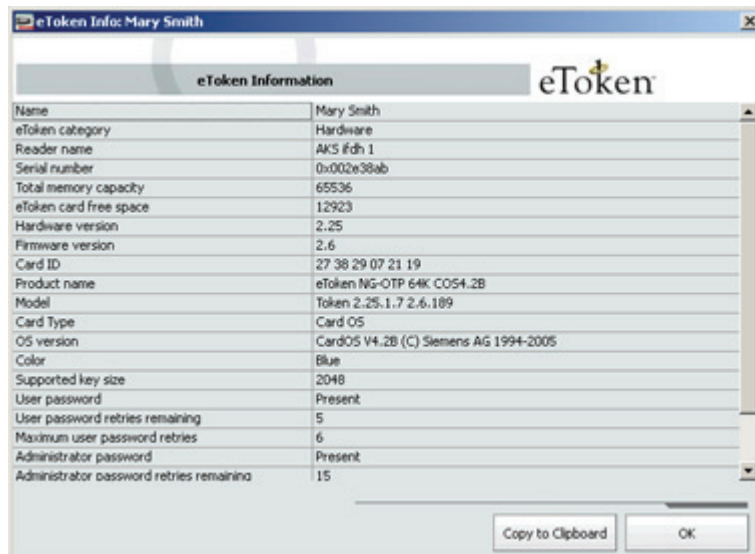 eToken Info: Mary Smith
eToken Information
eToken
Name Mary Smith
eToken category Hardware
Reader name AKS ifdh 1
Serial number 0x002e38ab
Total memory capacity 65536
eToken card free space 12923
Hardware version 2.25
Firmware version 2.6
Card ID 27 38 29 07 21 19
Product name eToken NG-OTP 64K COS4.2B
Model Token 2.25.1.7 2.6.189
Card Type Card OS
OS version CardOS V4.2B (C) Siemens AG 1994-2005
Color Blue
Supported key size 2048
User password Present
User password retries remaining 5
Maximum user password retries 6
Administrator password Present
Administrator password retries remaining 15
Copy to Clipboard OK